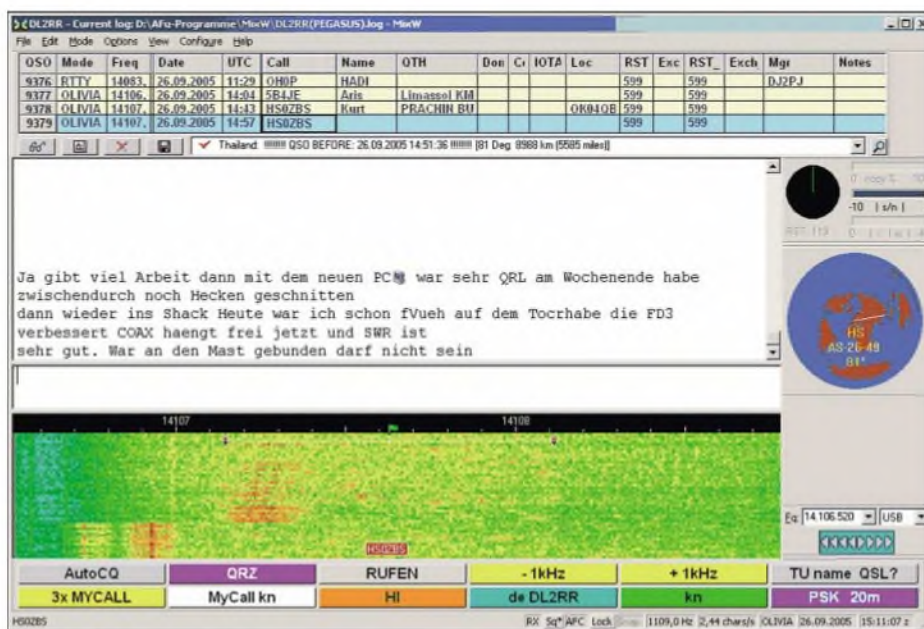 DL2RR - Current log: D:\AFu-Programme\MixW\DL2RR(PEGASUS).log - MixW
File Edit Mode Options View Configure Help
QSO Mode Freq Date UTC Call Name QTH Don IOTA Loc RST Exc RST_ Exch Mgr Notes
9376 RTTY 14083, 26.09.2005 11:29 OH0P HADI 599 599 DJ2PJ
9377 OLIVIA 14106, 26.09.2005 14:04 5B4JE Aris Limassol KM 599 599
9378 OLIVIA 14107, 26.09.2005 14:43 HS0ZBS Kurt PRACHIN BU OK04QB 599 599
9379 OLIVIA 14107, 26.09.2005 14:57 HS0ZBS 599 599
Thailand: !!!!!!!! QSO BEFORE: 26.09.2005 14:51:36 !!!!!!!! [81 Deg 8988 km (5585 miles)]
-10 | s/n |
Ja gibt viel Arbeit dann mit dem neuen PC war sehr QRL am Wochenende habe
zwischendurch noch Hecken geschnitten
dann wieder ins Shack Heute war ich schon fVueh auf dem Tocrhabe die FD3
verbessert COAX haengt frei jetzt und SWR ist
sehr gut. War an den Mast gebunden darf nicht sein
HS
AS-26-49
81°
14107 14108
HS0ZBS
Fq: 14.106.520 USB
AutoCQ QRZ RUFEN - 1kHz + 1kHz TU name QSL?
3x MYCALL MyCall kn HI de DL2RR kn PSK 20m
HS0ZBS RX Sq* AFC Lock Snap 1109,0 Hz 2,44 chars/s OLIVIA 26.09.2005 15:11:07 z